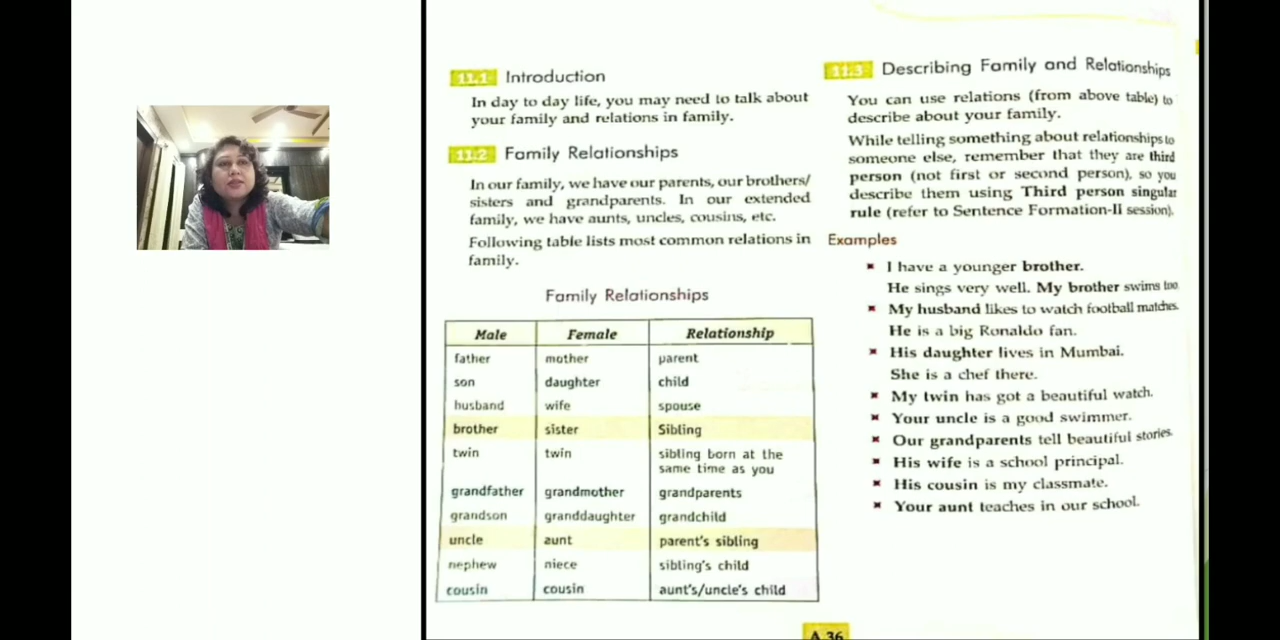 11.1 Introduction
In day to day life, you may need to talk about
your family and relations in family.
11.2 Family Relationships
In our family, we have our parents, our brothers/
sisters and grandparents. In our extended
family, we have aunts, uncles, cousins, etc.
Following table lists most common relations in
family.
Family Relationships
Male Female Relationship
father mother parent
son daughter child
husband wife spouse
brother sister Sibling
twin twin sibling born at the
same time as you
grandfather grandmother grandparents
grandson granddaughter grandchild
uncle aunt parent's sibling
nephew niece sibling's child
cousin cousin aunt's/uncle's child
11.3 Describing Family and Relationships
You can use relations (from above table) to
describe about your family.
While telling something about relationships to
someone else, remember that they are third
person (not first or second person), so you
describe them using Third person singular
rule (refer to Sentence Formation-II session).
Examples
I have a younger brother.
He sings very well. My brother swims too.
My husband likes to watch football matches.
He is a big Ronaldo fan.
His daughter lives in Mumbai.
She is a chef there.
My twin has got a beautiful watch.
Your uncle is a good swimmer.
Our grandparents tell beautiful stories.
His wife is a school principal.
His cousin is my classmate.
Your aunt teaches in our school.
A.36